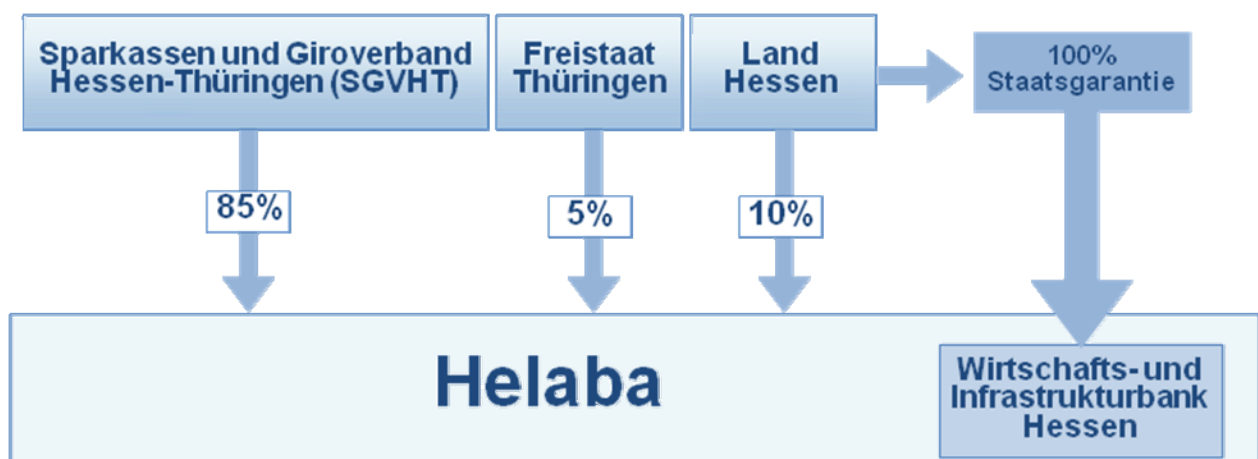 Sparkassen und Giroverband
Hessen-Thüringen (SGVHT)
Freistaat
Thüringen
Land
Hessen
100%
Staatsgarantie
85%
5%
10%
Helaba
Wirtschafts-und
Infrastrukturbank
Hessen